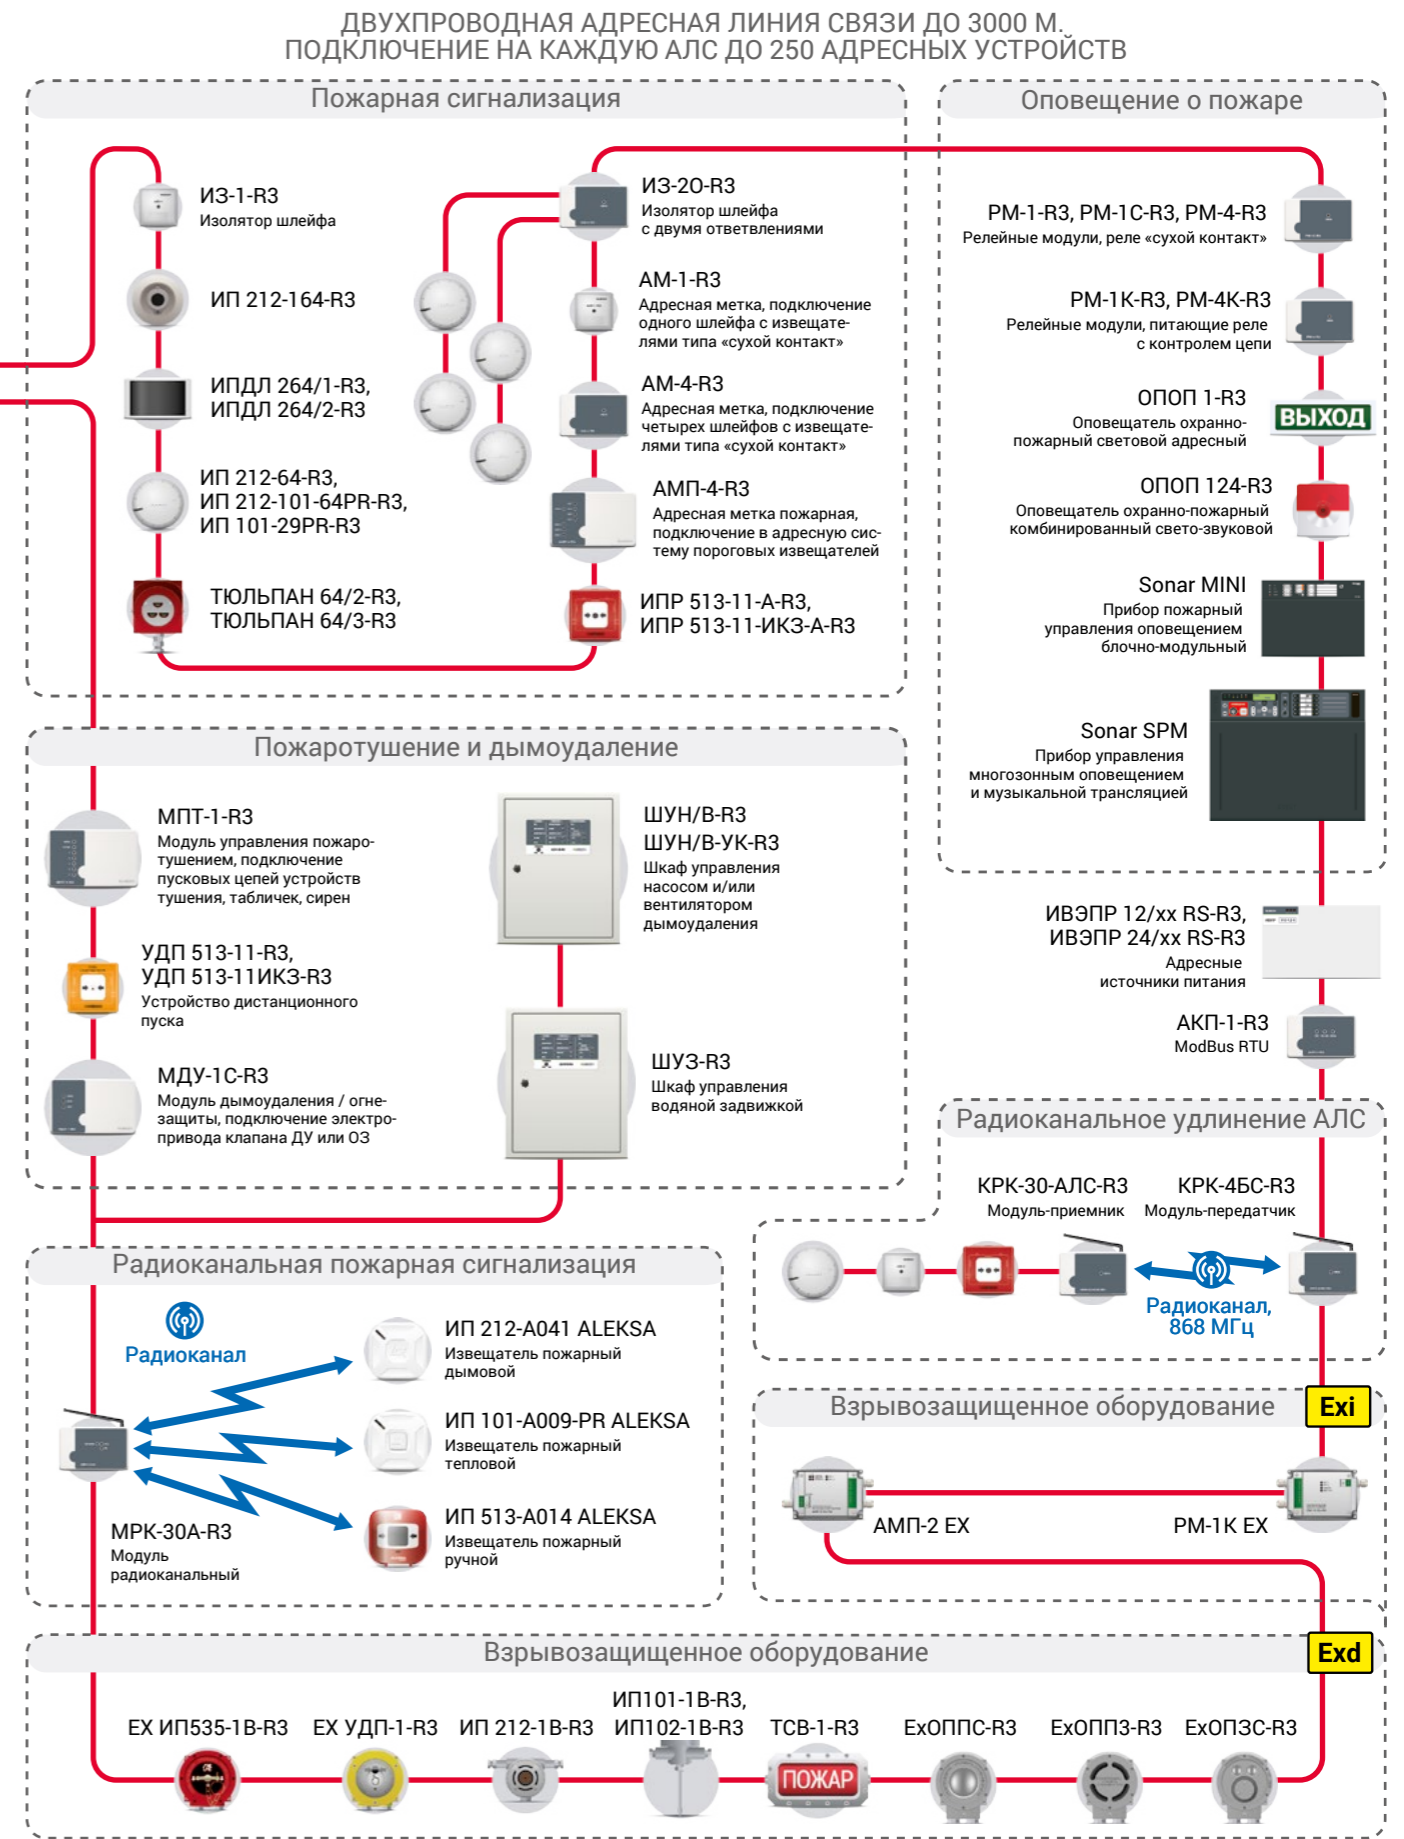 ДВУХПРОВОДНАЯ АДРЕСНАЯ ЛИНИЯ СВЯЗИ ДО 3000 М.
ПОДКЛЮЧЕНИЕ НА КАЖДУЮ АЛС ДО 250 АДРЕСНЫХ УСТРОЙСТВ
Пожарная сигнализация
ИЗ-1-R3
Изолятор шлейфа
ИП 212-164-R3
ИПДЛ 264/1-R3,
ИПДЛ 264/2-R3
ИП 212-64-R3,
ИП 212-101-64PR-R3,
ИП 101-29PR-R3
ТЮЛЬПАН 64/2-R3,
ТЮЛЬПАН 64/3-R3
ИЗ-2О-R3
Изолятор шлейфа
с двумя ответвлениями
АМ-1-R3
Адресная метка, подключение
одного шлейфа с извещате-
лями типа «сухой контакт»
АМ-4-R3
Адресная метка, подключение
четырех шлейфов с извещате-
лями типа «сухой контакт»
АМП-4-R3
Адресная метка пожарная,
подключение в адресную сис-
тему пороговых извещателей
ИПР 513-11-А-R3,
ИПР 513-11-ИКЗ-А-R3
Оповещение о пожаре
РМ-1-R3, РМ-1С-R3, РМ-4-R3
Релейные модули, реле «сухой контакт»
РМ-1К-R3, РМ-4К-R3
Релейные модули, питающие реле
с контролем цепи
ОПОП 1-R3
Оповещатель охранно-
пожарный световой адресный
ВЫХОД
ОПОП 124-R3
Оповещатель охранно-пожарный
комбинированный свето-звуковой
Sonar MINI
Прибор пожарный
управления оповещением
блочно-модульный
Sonar SPM
Прибор управления
многозонным оповещением
и музыкальной трансляцией
ИВЭПР 12/xx RS-R3,
ИВЭПР 24/xx RS-R3
Адресные
источники питания
АКП-1-R3
ModBus RTU
Пожаротушение и дымоудаление
МПТ-1-R3
Модуль управления пожаро-
тушением, подключение
пусковых цепей устройств
тушения, табличек, сирен
УДП 513-11-R3,
УДП 513-11ИКЗ-R3
Устройство дистанционного
пуска
МДУ-1С-R3
Модуль дымоудаления / огне-
защиты, подключение электро-
привода клапана ДУ или ОЗ
ШУН/В-R3
ШУН/В-УК-R3
Шкаф управления
насосом и/или
вентилятором
дымоудаления
ШУЗ-R3
Шкаф управления
водяной задвижкой
Радиоканальное удлинение АЛС
КРК-30-АЛС-R3
Модуль-приемник
КРК-4БС-R3
Модуль-передатчик
Радиоканал,
868 МГц
Радиоканальная пожарная сигнализация
Радиоканал
МРК-30А-R3
Модуль
радиоканальный
ИП 212-А041 ALEKSA
Извещатель пожарный
дымовой
ИП 101-А009-PR ALEKSA
Извещатель пожарный
тепловой
ИП 513-А014 ALEKSA
Извещатель пожарный
ручной
Взрывозащищенное оборудование
Exi
АМП-2 EX
РМ-1К EX
Взрывозащищенное оборудование
Exd
EX ИП535-1В-R3
EX УДП-1-R3
ИП 212-1В-R3
ИП101-1В-R3,
ИП102-1В-R3
ТСВ-1-R3
ExОППС-R3
ExОППЗ-R3
ExОПЗС-R3
ПОЖАР